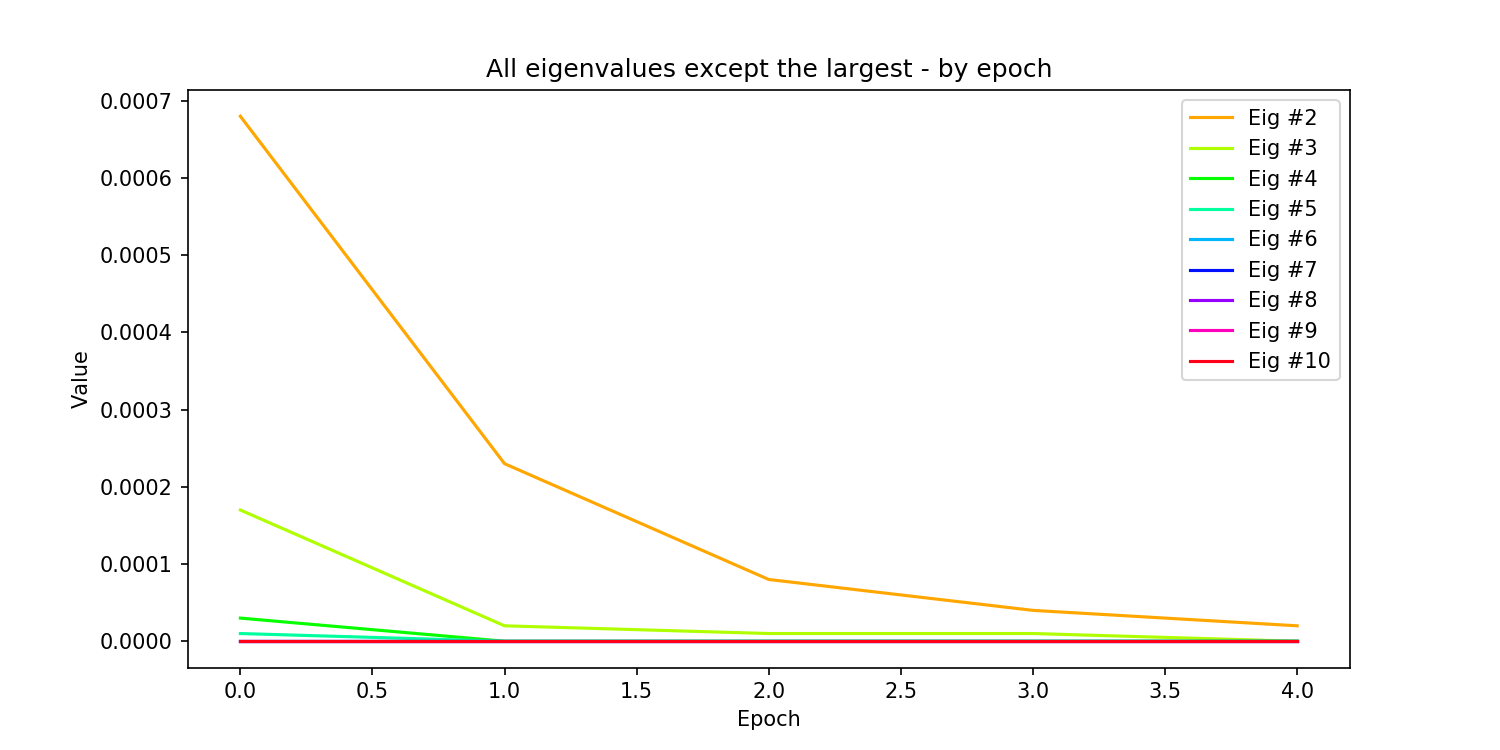 All eigenvalues except the largest - by epoch
0.0007
0.0006
0.0005
0.0004
0.0003
0.0002
0.0001
0.0000
Value
Eig #2
Eig #3
Eig #4
Eig #5
Eig #6
Eig #7
Eig #8
Eig #9
Eig #10
0.0 0.5 1.0 1.5 2.0 2.5 3.0 3.5 4.0
Epoch